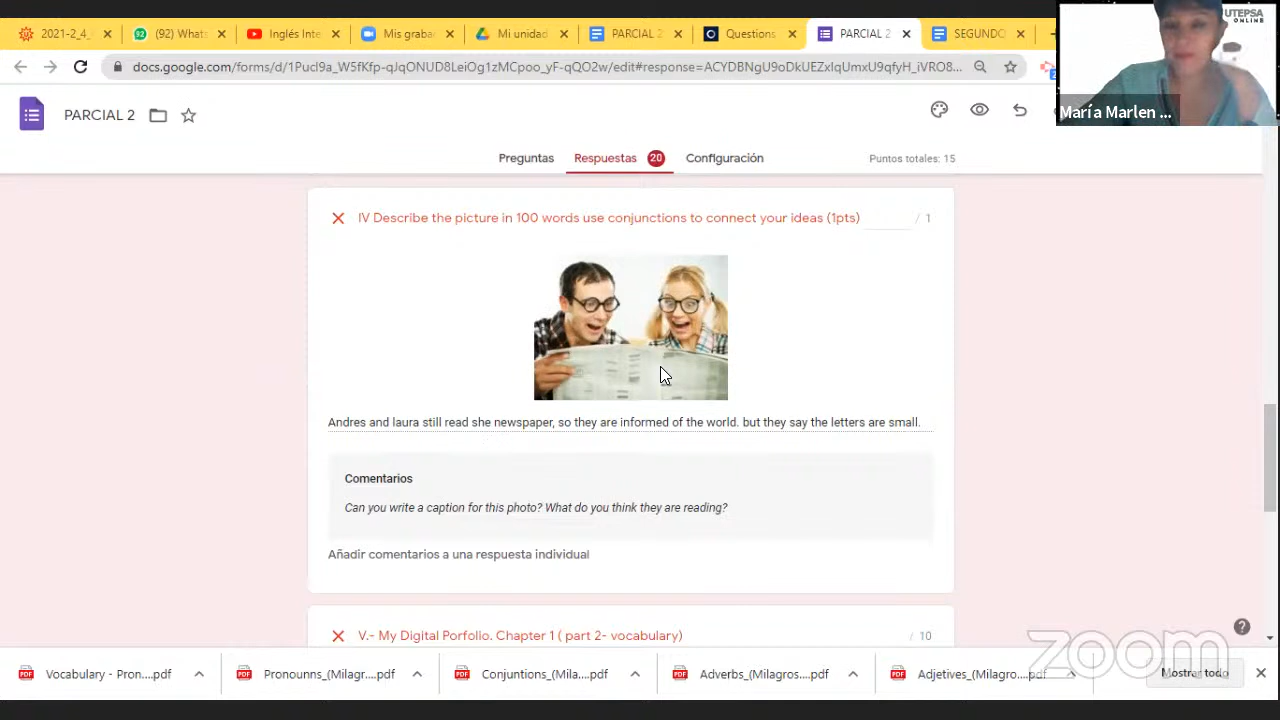 2021-2_4_
(92) Whats
Inglés Inte
Mis graba
Mi unidad
PARCIAL 2
Questions
PARCIAL 2
SEGUNDO
UTEPSA
ONLINE
docs.google.com/forms/d/1Pucl9a_W5fKfp-qJqONUD8LeiOg1zMCpoo_yF-qQO2w/edit#response=ACYDBNgU9oDkUEZxlqUmxU9qfyH_iVRO8...
María Marlen ...
PARCIAL 2
Preguntas
Respuestas 20
Configuración
Puntos totales: 15
IV Describe the picture in 100 words use conjunctions to connect your ideas (1pts)
/ 1
Andres and laura still read she newspaper, so they are informed of the world. but they say the letters are small.
Comentarios
Can you write a caption for this photo? What do you think they are reading?
Añadir comentarios a una respuesta individual
V.- My Digital Porfolio. Chapter 1 ( part 2- vocabulary)
/ 10
zoom
Vocabulary - Pron....pdf
Pronounns_(Milagr....pdf
Conjuntions_(Mila....pdf
Adverbs_(Milagros....pdf
Adjetives_(Milagro....pdf
Mostrar todo